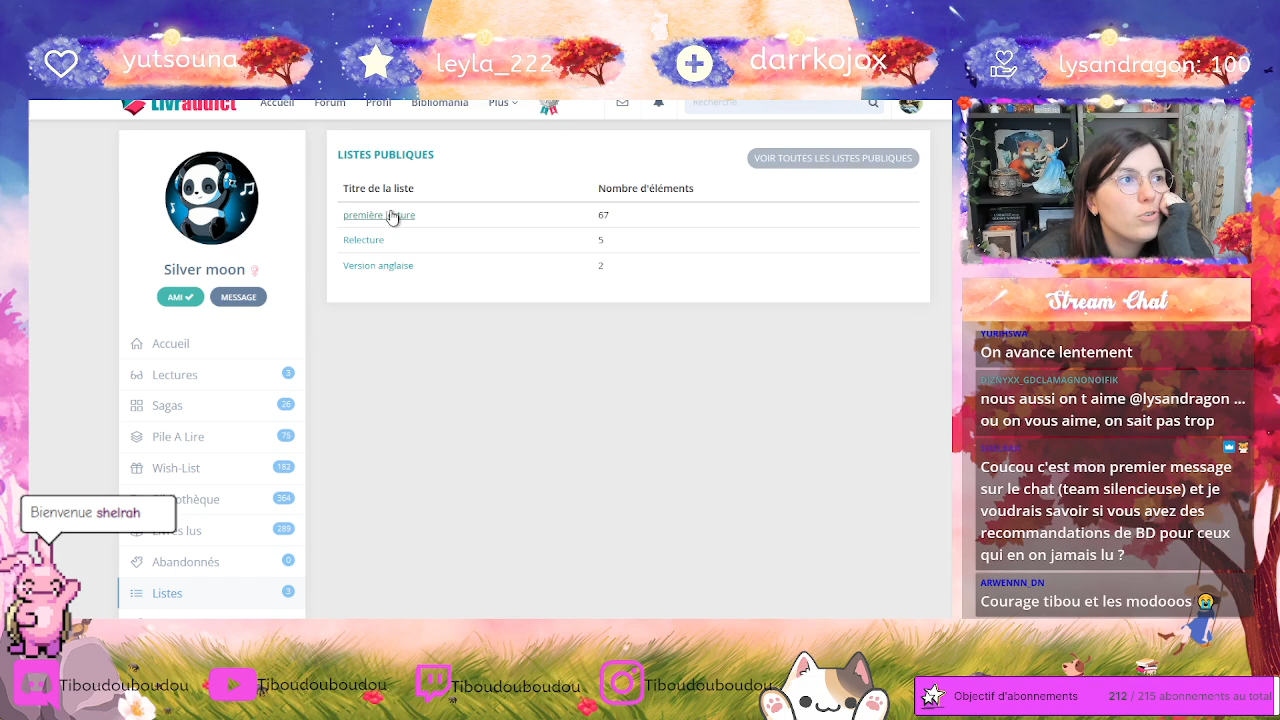 yutsouna
leyla_222
darrkojox
lysandragon: 100
Livraddict
Accueil
Forum
Profil
Bibliomania
Plus
Recherche
LISTES PUBLIQUES
VOIR TOUTES LES LISTES PUBLIQUES
Titre de la liste
Nombre d'éléments
première
67
Relecture
5
Version anglaise
2
Silver moon
AMI
MESSAGE
Accueil
Lectures
3
Sagas
26
Pile A Lire
75
Wish-List
182
364
289
Abandonnés
0
Listes
3
Bienvenue shelrah
Stream Chat
YURIHSWA
On avance lentement
DIZNYXX_GDCLAMAGNONOIFIK
nous aussi on t aime @lysandragon ...
ou on vous aime, on sait pas trop
Coucou c'est mon premier message
sur le chat (team silencieuse) et je
voudrais savoir si vous avez des
recommandations de BD pour ceux
qui en on jamais lu ?
ARWENNN_DN
Courage tibou et les modooos
Tiboudouboudou
Tiboudouboudou
Tiboudouboudou
Tiboudouboudou
Objectif d'abonnements
212 / 215 abonnements au total